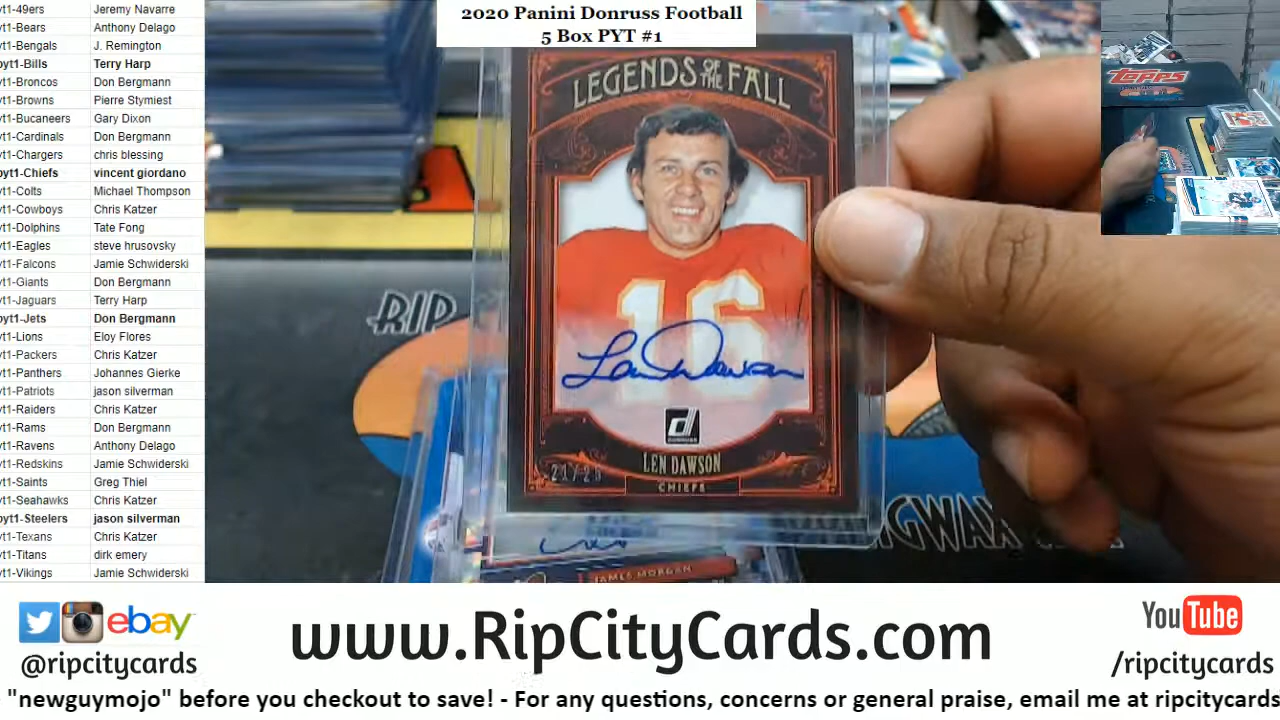 yt1-49ers Jeremy Navarre
yt1-Bears Anthony Delago
yt1-Bengals J. Remington
pyt1-Bills Terry Harp
yt1-Broncos Don Bergmann
yt1-Browns Pierre Stymiest
yt1-Bucaneers Gary Dixon
yt1-Cardinals Don Bergmann
yt1-Chargers chris blessing
pyt1-Chiefs vincent giordano
yt1-Colts Michael Thompson
yt1-Cowboys Chris Katzer
yt1-Dolphins Tate Fong
yt1-Eagles steve hrusovsky
yt1-Falcons Jamie Schwiderski
yt1-Giants Don Bergmann
yt1-Jaguars Terry Harp
pyt1-Jets Don Bergmann
yt1-Lions Eloy Flores
yt1-Packers Chris Katzer
yt1-Panthers Johannes Gierke
yt1-Patriots jason silverman
yt1-Raiders Chris Katzer
yt1-Rams Don Bergmann
yt1-Ravens Anthony Delago
yt1-Redskins Jamie Schwiderski
yt1-Saints Greg Thiel
yt1-Seahawks Chris Katzer
pyt1-Steelers jason silverman
yt1-Texans Chris Katzer
yt1-Titans dirk emery
yt1-Vikings Jamie Schwiderski
2020 Panini Donruss Football
5 Box PYT #1
LEGENDS OF THE FALL
16
Len Dawson
d
DONRUSS
LEN DAWSON
CHIEFS
JAMES MORGAN
RIP
GWAX
TOPPS
ebay
@ripcitycards
www.RipCityCards.com
YouTube
/ripcitycards
"newguymojo" before you checkout to save! - For any questions, concerns or general praise, email me at ripcitycards